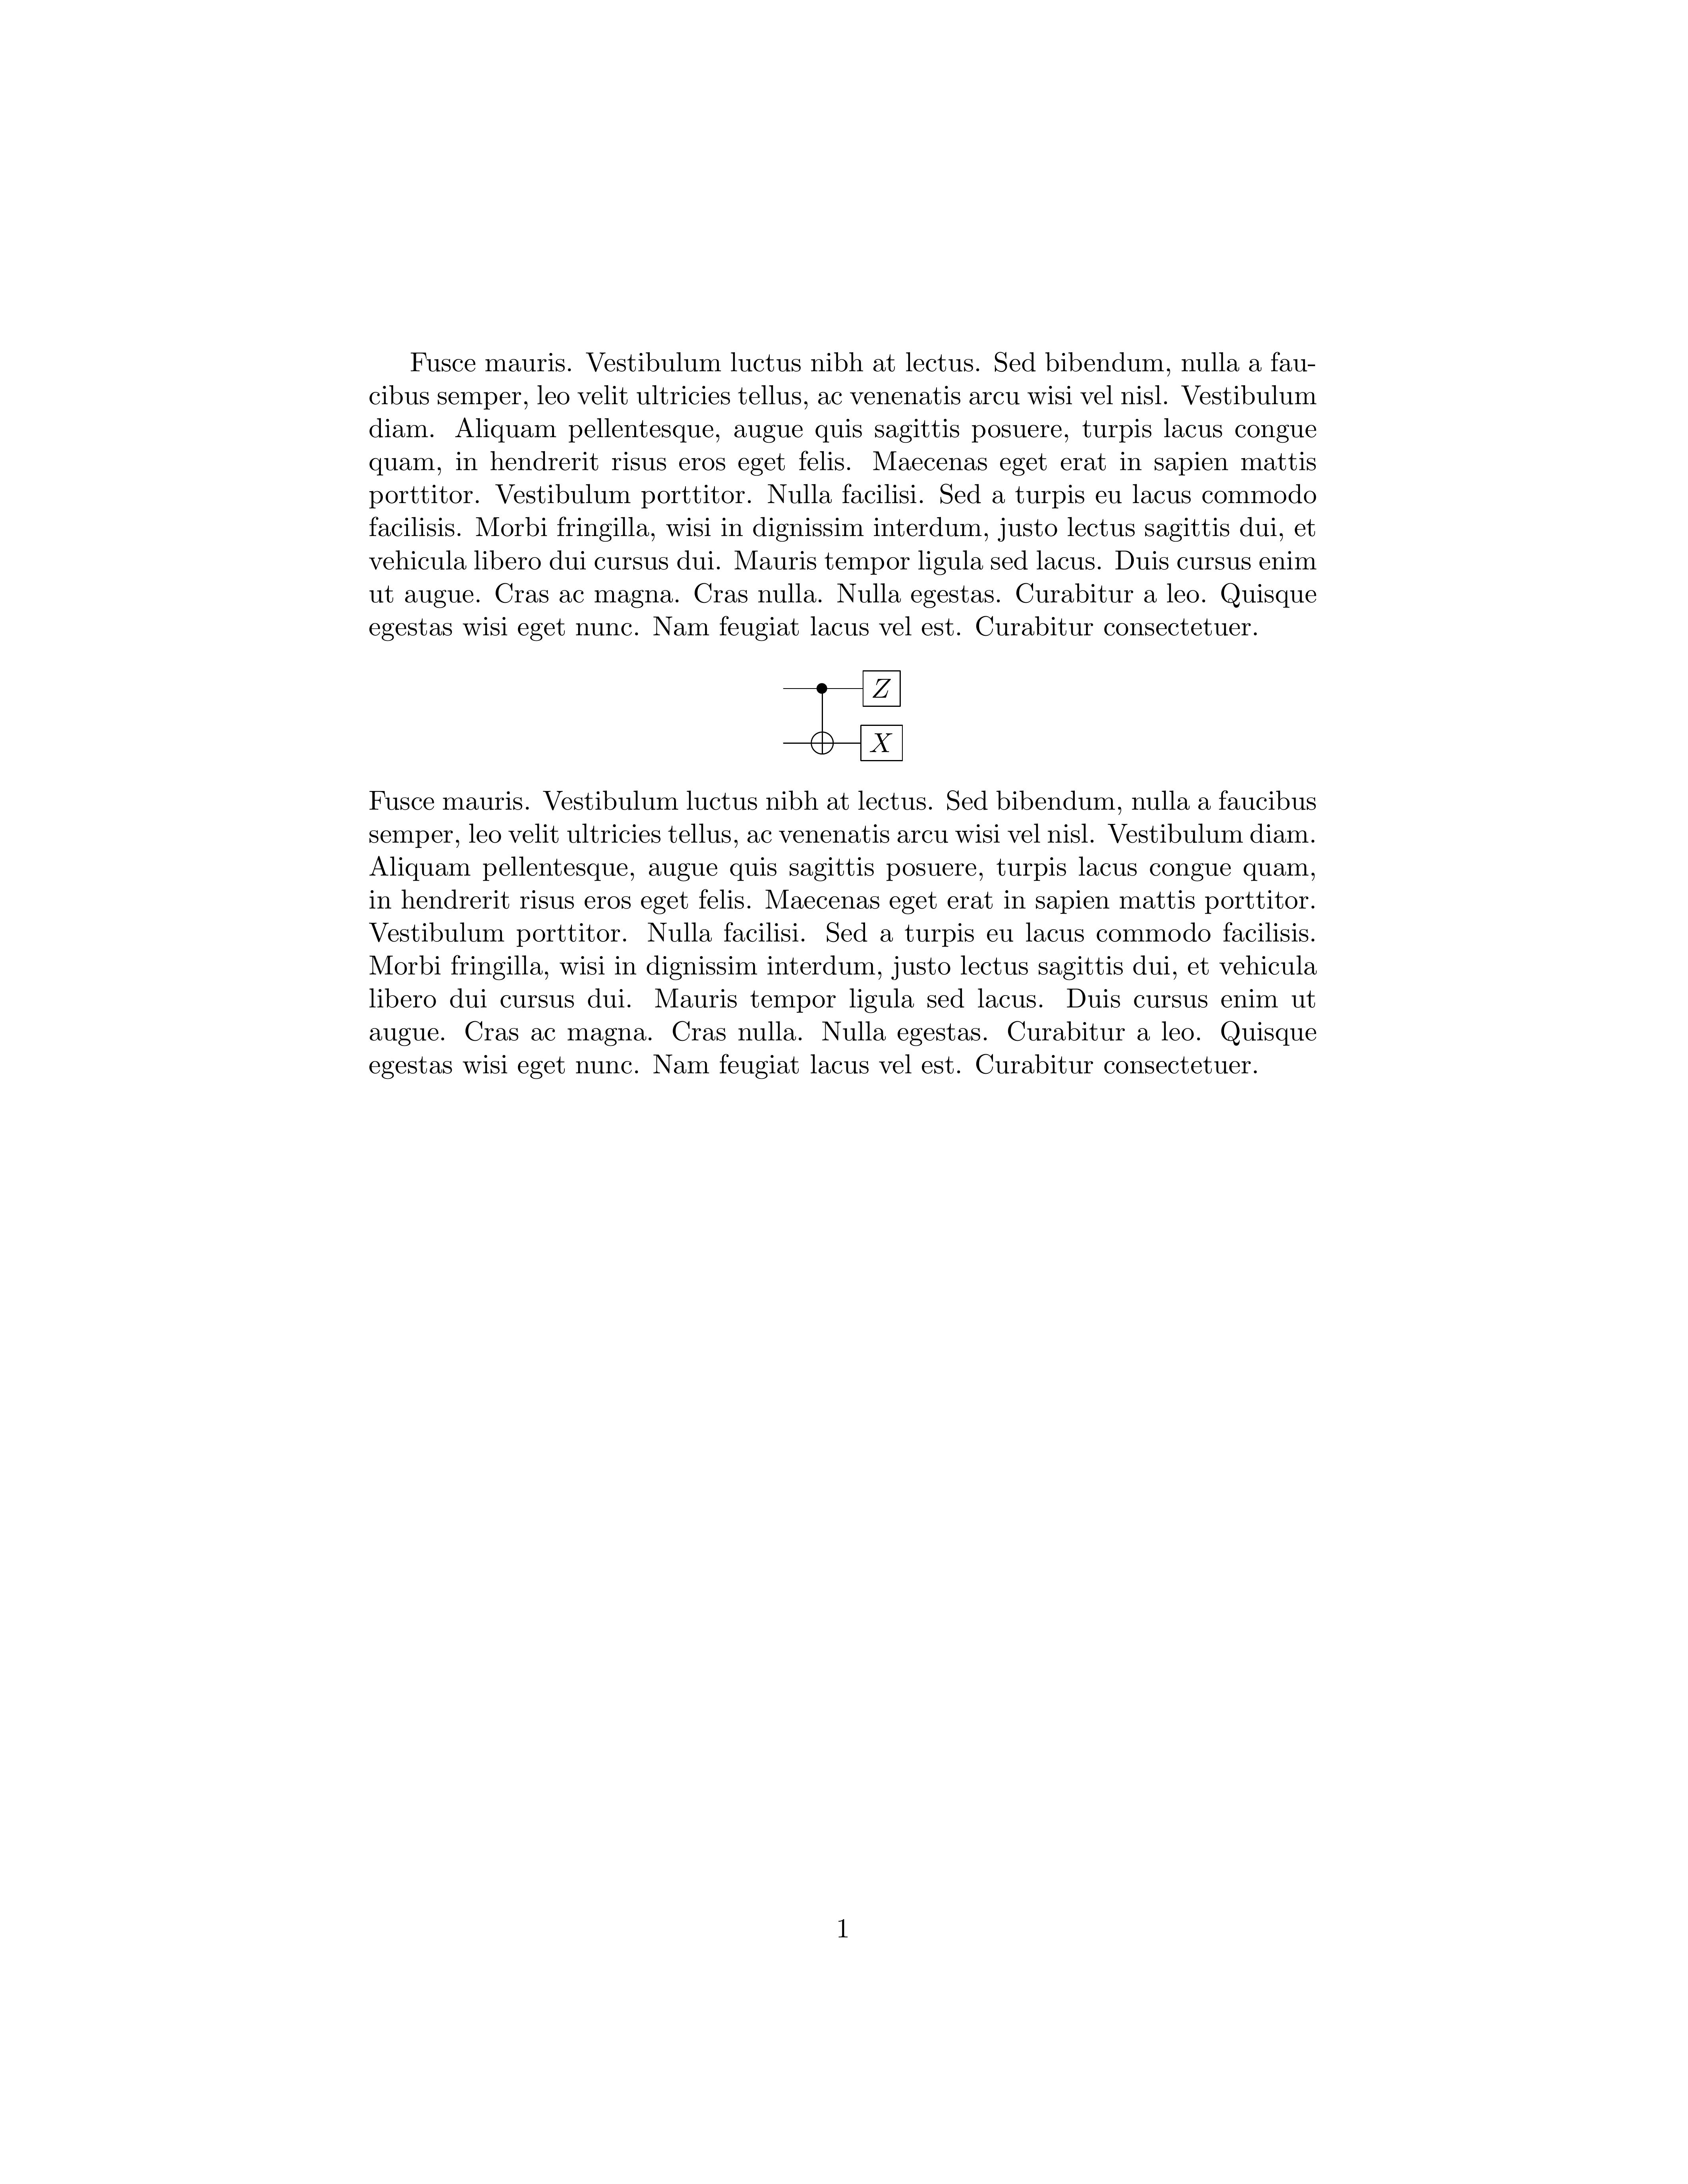 Fusce mauris. Vestibulum luctus nibh at lectus. Sed bibendum, nulla a fau-
cibus semper, leo velit ultricies tellus, ac venenatis arcu wisi vel nisl. Vestibulum
diam. Aliquam pellentesque, augue quis sagittis posuere, turpis lacus congue
quam, in hendrerit risus eros eget felis. Maecenas eget erat in sapien mattis
porttitor. Vestibulum porttitor. Nulla facilisi. Sed a turpis eu lacus commodo
facilisis. Morbi fringilla, wisi in dignissim interdum, justo lectus sagittis dui, et
vehicula libero dui cursus dui. Mauris tempor ligula sed lacus. Duis cursus enim
ut augue. Cras ac magna. Cras nulla. Nulla egestas. Curabitur a leo. Quisque
egestas wisi eget nunc. Nam feugiat lacus vel est. Curabitur consectetuer.
Z
X
Fusce mauris. Vestibulum luctus nibh at lectus. Sed bibendum, nulla a faucibus
semper, leo velit ultricies tellus, ac venenatis arcu wisi vel nisl. Vestibulum diam.
Aliquam pellentesque, augue quis sagittis posuere, turpis lacus congue quam,
in hendrerit risus eros eget felis. Maecenas eget erat in sapien mattis porttitor.
Vestibulum porttitor. Nulla facilisi. Sed a turpis eu lacus commodo facilisis.
Morbi fringilla, wisi in dignissim interdum, justo lectus sagittis dui, et vehicula
libero dui cursus dui. Mauris tempor ligula sed lacus. Duis cursus enim ut
augue. Cras ac magna. Cras nulla. Nulla egestas. Curabitur a leo. Quisque
egestas wisi eget nunc. Nam feugiat lacus vel est. Curabitur consectetuer.
1